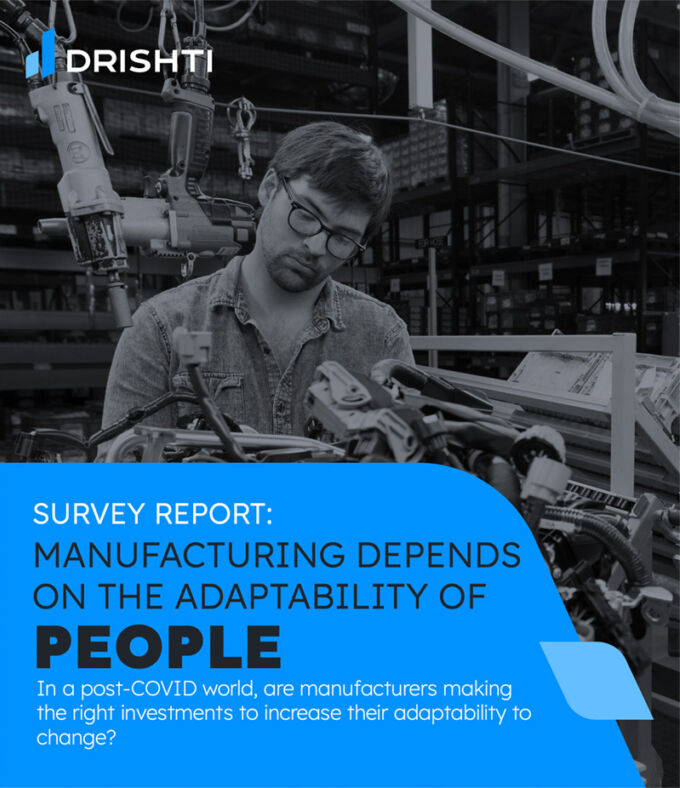 DRISHTI
SURVEY REPORT:
MANUFACTURING DEPENDS
ON THE ADAPTABILITY OF
PEOPLE
In a post-COVID world, are manufacturers making
the right investments to increase their adaptability to
change?